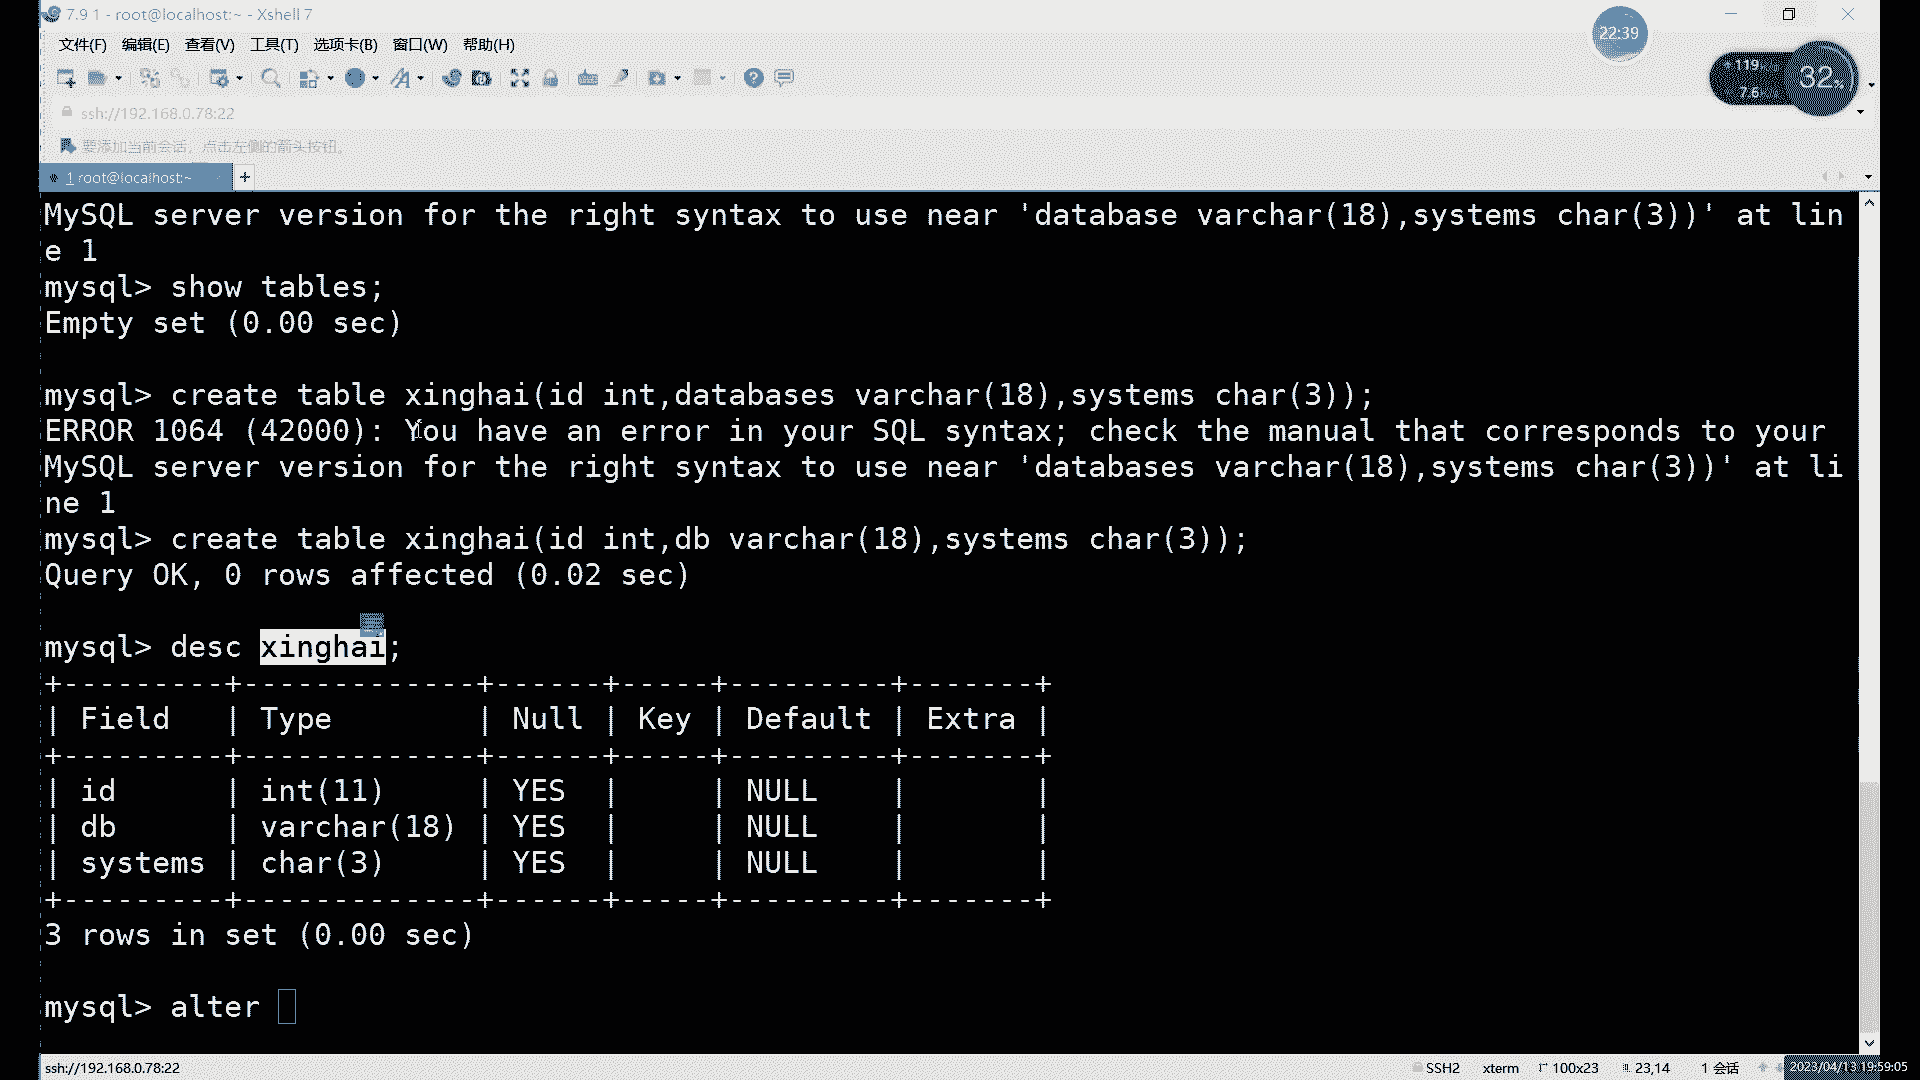 7.9 1 - root@localhost:~ - Xshell 7
22:39
文件(F) 编辑(E) 查看(V) 工具(T) 选项卡(B) 窗口(W) 帮助(H)
119
32%
7.6
ssh://192.168.0.78:22
要添加当前会话，点击左侧的箭头按钮。
1 root@localhost:~
MySQL server version for the right syntax to use near 'database varchar(18),systems char(3))' at lin
e 1
mysql> show tables;
Empty set (0.00 sec)
mysql> create table xinghai(id int,databases varchar(18),systems char(3));
ERROR 1064 (42000): You have an error in your SQL syntax; check the manual that corresponds to your
MySQL server version for the right syntax to use near 'databases varchar(18),systems char(3))' at li
ne 1
mysql> create table xinghai(id int,db varchar(18),systems char(3));
Query OK, 0 rows affected (0.02 sec)
mysql> desc xinghai;
+---------+-------------+------+-----+---------+-------+
| Field   | Type        | Null | Key | Default | Extra |
+---------+-------------+------+-----+---------+-------+
| id      | int(11)     | YES  |     | NULL    |       |
| db      | varchar(18) | YES  |     | NULL    |       |
| systems | char(3)     | YES  |     | NULL    |       |
+---------+-------------+------+-----+---------+-------+
3 rows in set (0.00 sec)
mysql> alter
ssh://192.168.0.78:22 SSH2 xterm 100x23 23,14 1 会话 2023/04/13 19:59:05